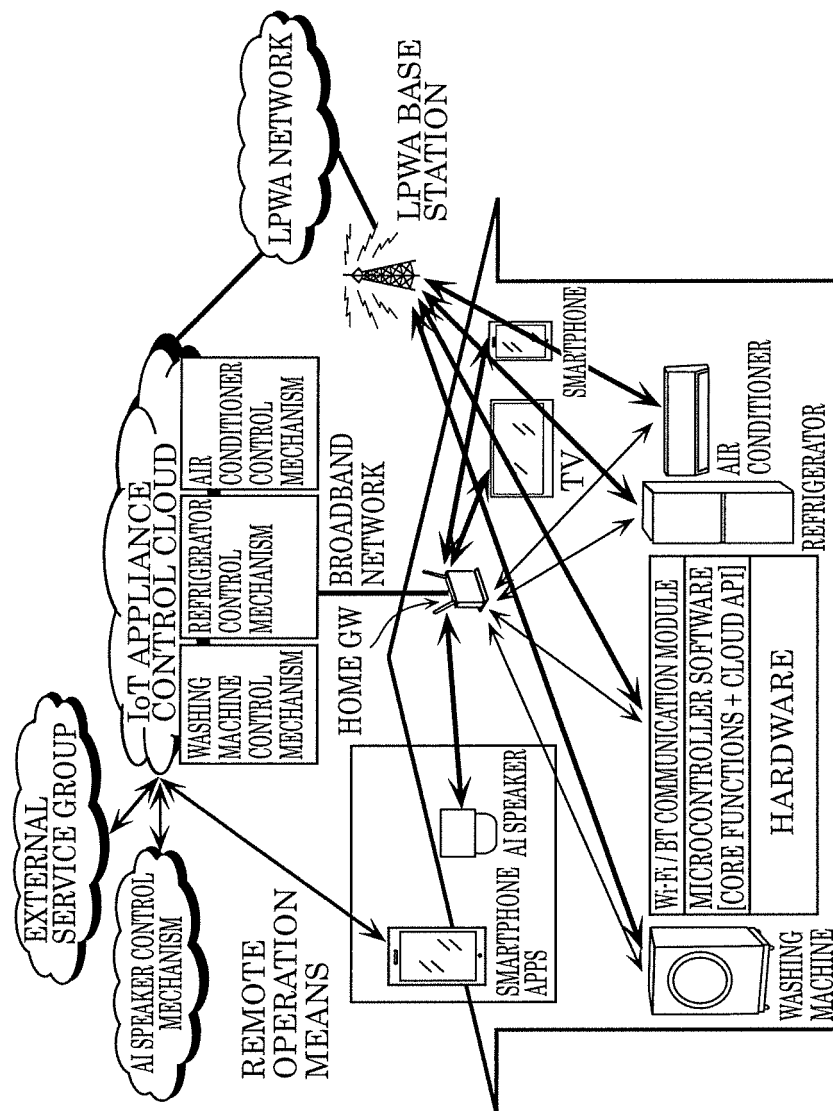 EXTERNAL
SERVICE GROUP
AI SPEAKER CONTROL
MECHANISM
IoT APPLIANCE
CONTROL CLOUD
WASHING
MACHINE
CONTROL
MECHANISM
REFRIGERATOR
CONTROL
MECHANISM
AIR
CONDITIONER
CONTROL
MECHANISM
LPWA NETWORK
REMOTE
OPERATION
MEANS
HOME GW
BROADBAND
NETWORK
LPWA BASE
STATION
SMARTPHONE
APPS
AI SPEAKER
TV
SMARTPHONE
WASHING
MACHINE
Wi-Fi / BT COMMUNICATION MODULE
MICROCONTROLLER SOFTWARE
[CORE FUNCTIONS + CLOUD API]
HARDWARE
REFRIGERATOR
AIR
CONDITIONER